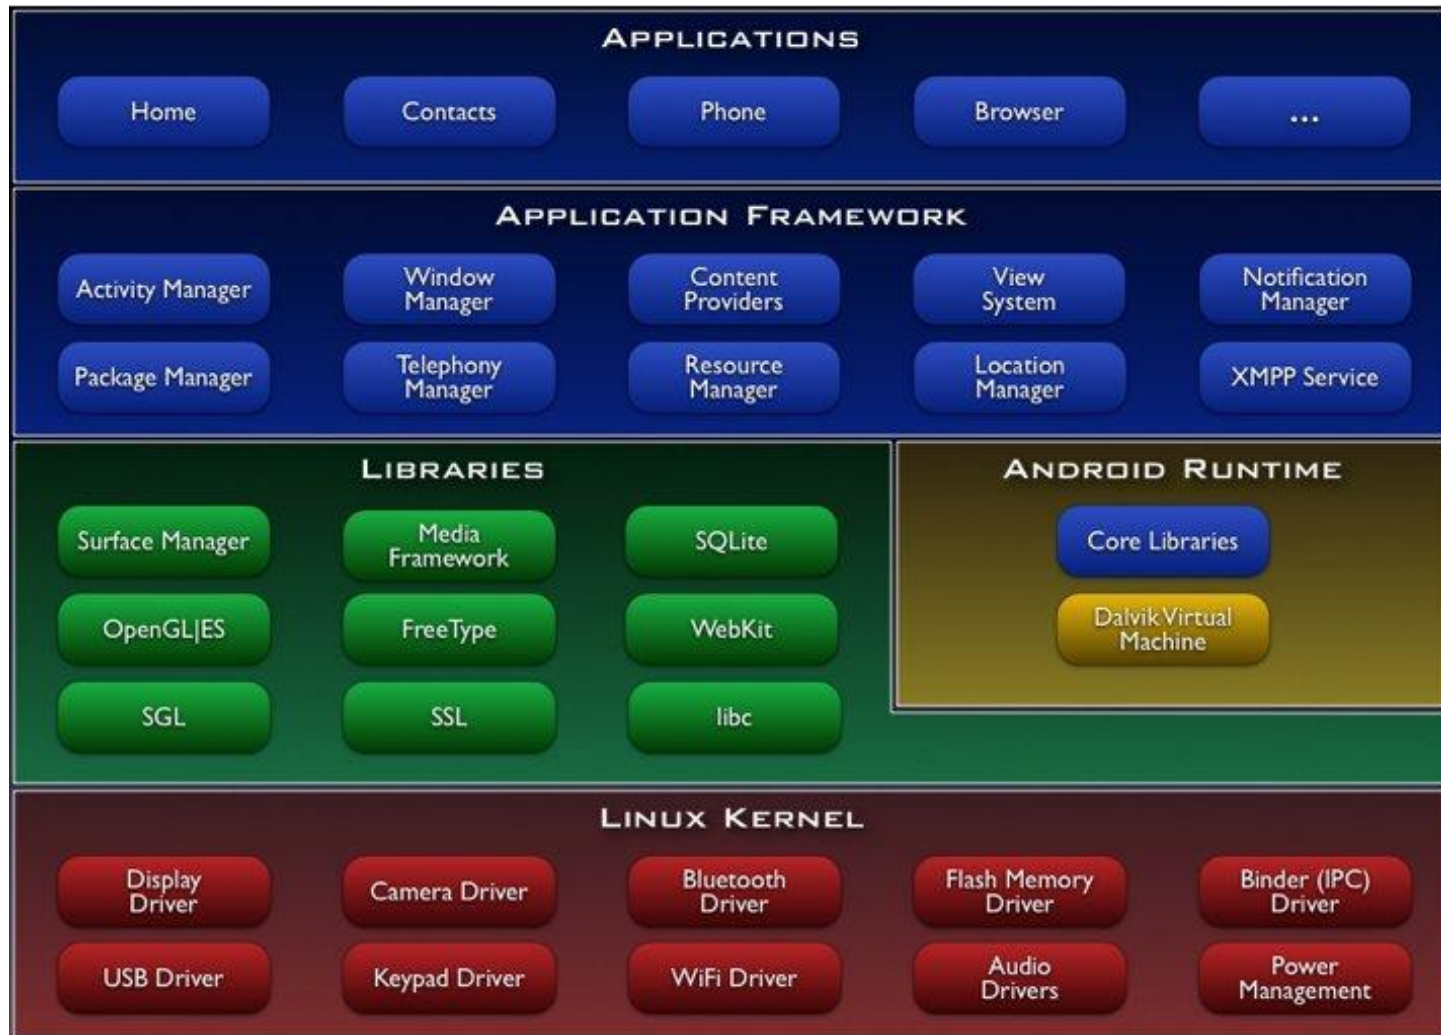 APPLICATIONS
Home
Contacts
Phone
Browser
...
APPLICATION FRAMEWORK
Activity Manager
Window
Manager
Content
Providers
View
System
Notification
Manager
Package Manager
Telephony
Manager
Resource
Manager
Location
Manager
XMPP Service
LIBRARIES
Surface Manager
Media
Framework
SQLite
OpenGL|ES
FreeType
WebKit
SGL
SSL
libc
ANDROID RUNTIME
Core Libraries
Dalvik Virtual
Machine
LINUX KERNEL
Display
Driver
Camera Driver
Bluetooth
Driver
Flash Memory
Driver
Binder (IPC)
Driver
USB Driver
Keypad Driver
WiFi Driver
Audio
Drivers
Power
Management